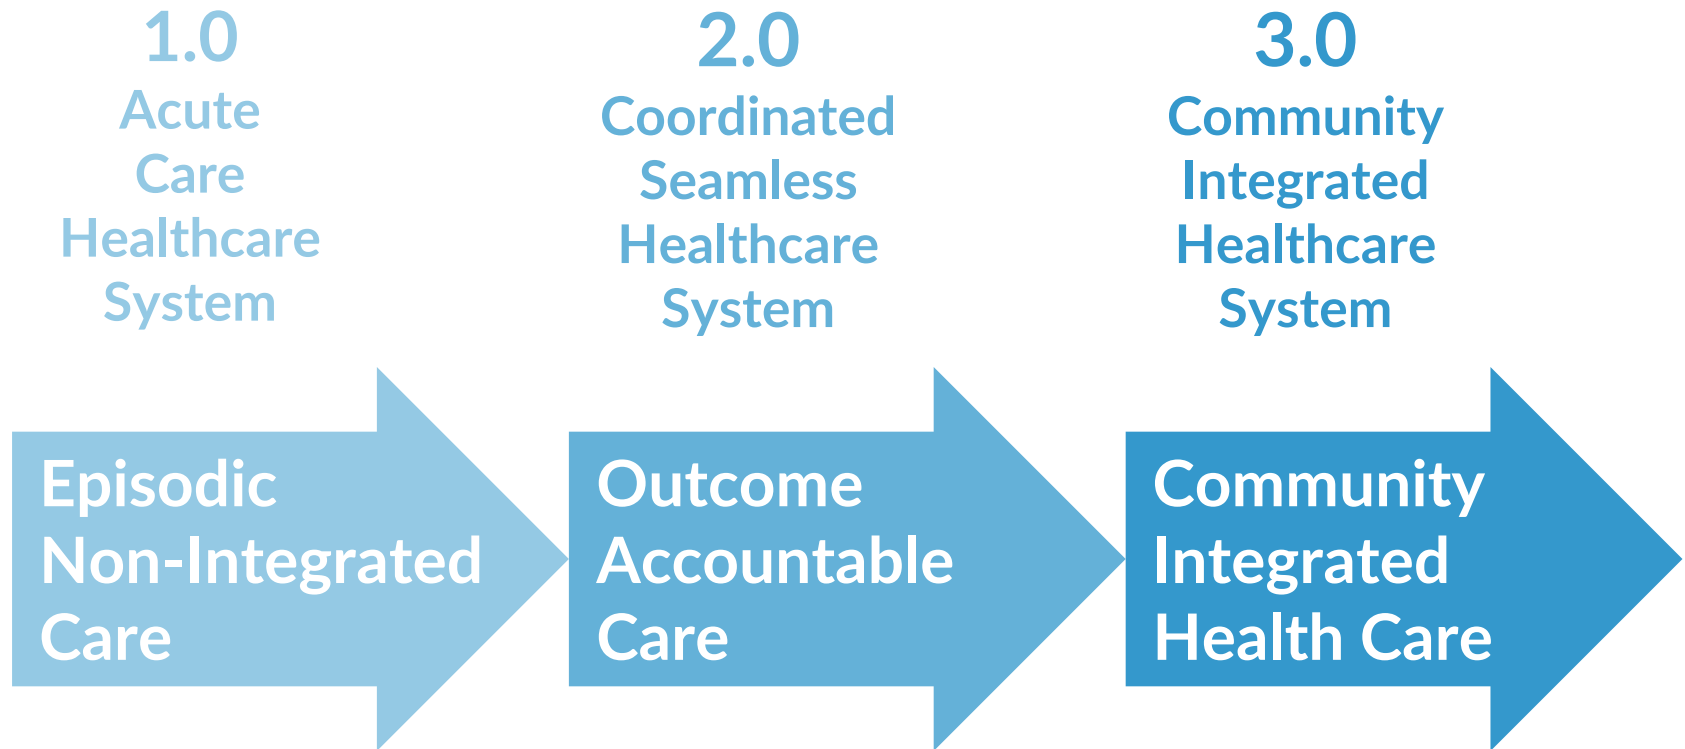 1.0
Acute
Care
Healthcare
System
2.0
Coordinated
Seamless
Healthcare
System
3.0
Community
Integrated
Healthcare
System
Episodic
Non-Integrated
Care
Outcome
Accountable
Care
Community
Integrated
Health Care